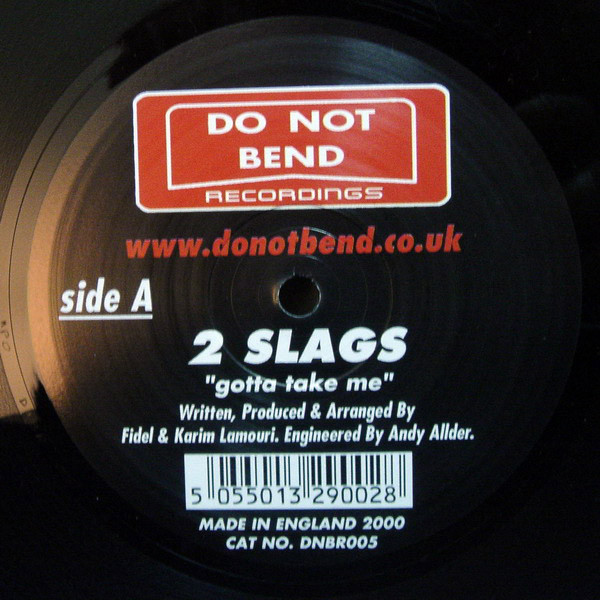 DO NOT
BEND
RECORDINGS
www.donotbend.co.uk
side A
2 SLAGS
"gotta take me"
Written, Produced & Arranged By
Fidel & Karim Lamouri. Engineered By Andy Allder.
5 055013 290028
MADE IN ENGLAND 2000
CAT NO. DNBR005